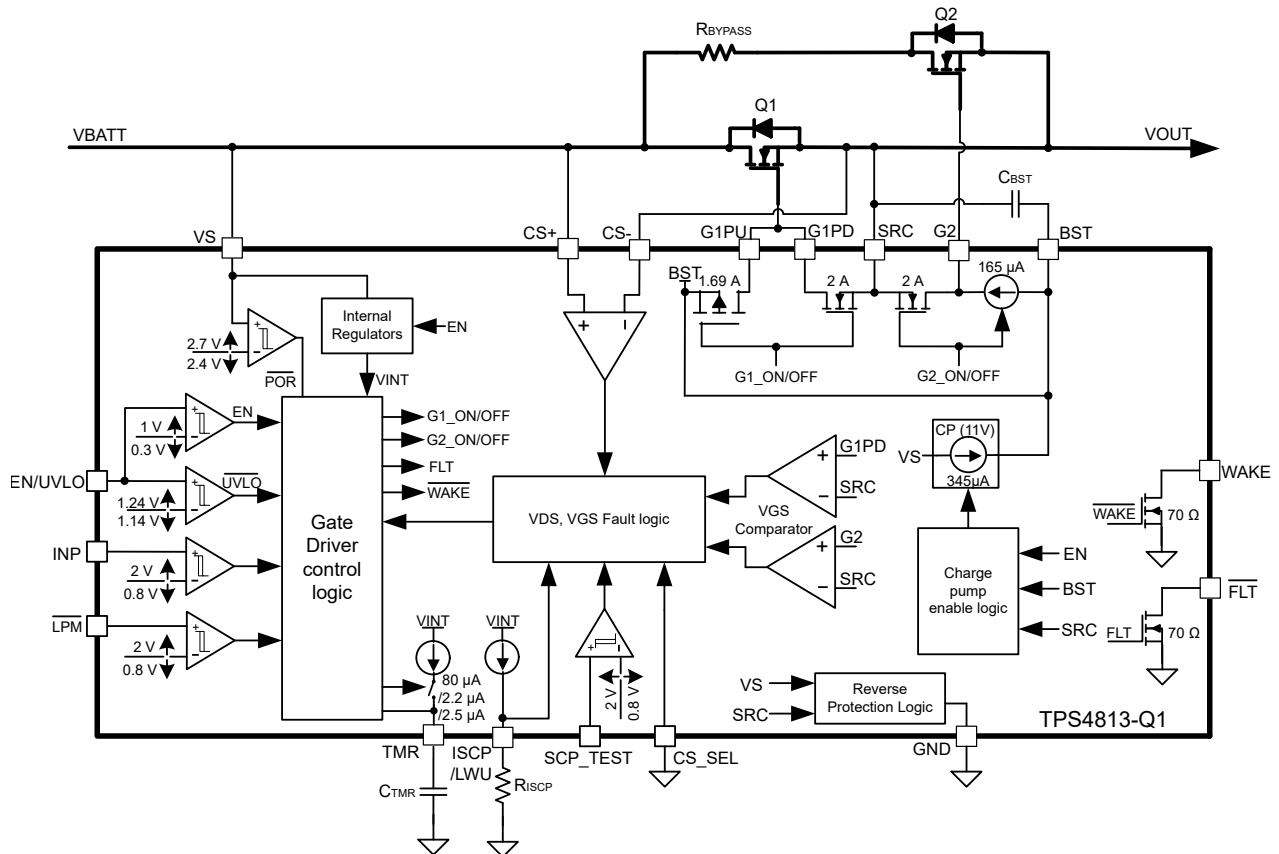 Q2
RBYPASS
Q1
VBATT
VOUT
CBST
VS
CS+
CS-
G1PU
G1PD
SRC
G2
BST
BST
1.69 A
2 A
2 A
165 µA
Internal
Regulators
EN
2.7 V
2.4 V
POR
VINT
G1_ON/OFF
G2_ON/OFF
EN
1 V
0.3 V
G1_ON/OFF
G2_ON/OFF
FLT
WAKE
EN/UVLO
UVLO
1.24 V
1.14 V
CP (11V)
VS
345µA
G1PD
SRC
VGS
Comparator
G2
SRC
VDS, VGS Fault logic
Gate
Driver
control
logic
WAKE
WAKE
70 Ω
INP
2 V
0.8 V
Charge
pump
enable logic
EN
BST
SRC
FLT
FLT
70 Ω
LPM
2 V
0.8 V
VINT
VINT
80 µA
/2.2 µA
/2.5 µA
2 V
0.8 V
VS
SRC
Reverse
Protection Logic
TPS4813-Q1
TMR
ISCP
/LWU
SCP_TEST
CS_SEL
GND
CTMR
RISCP